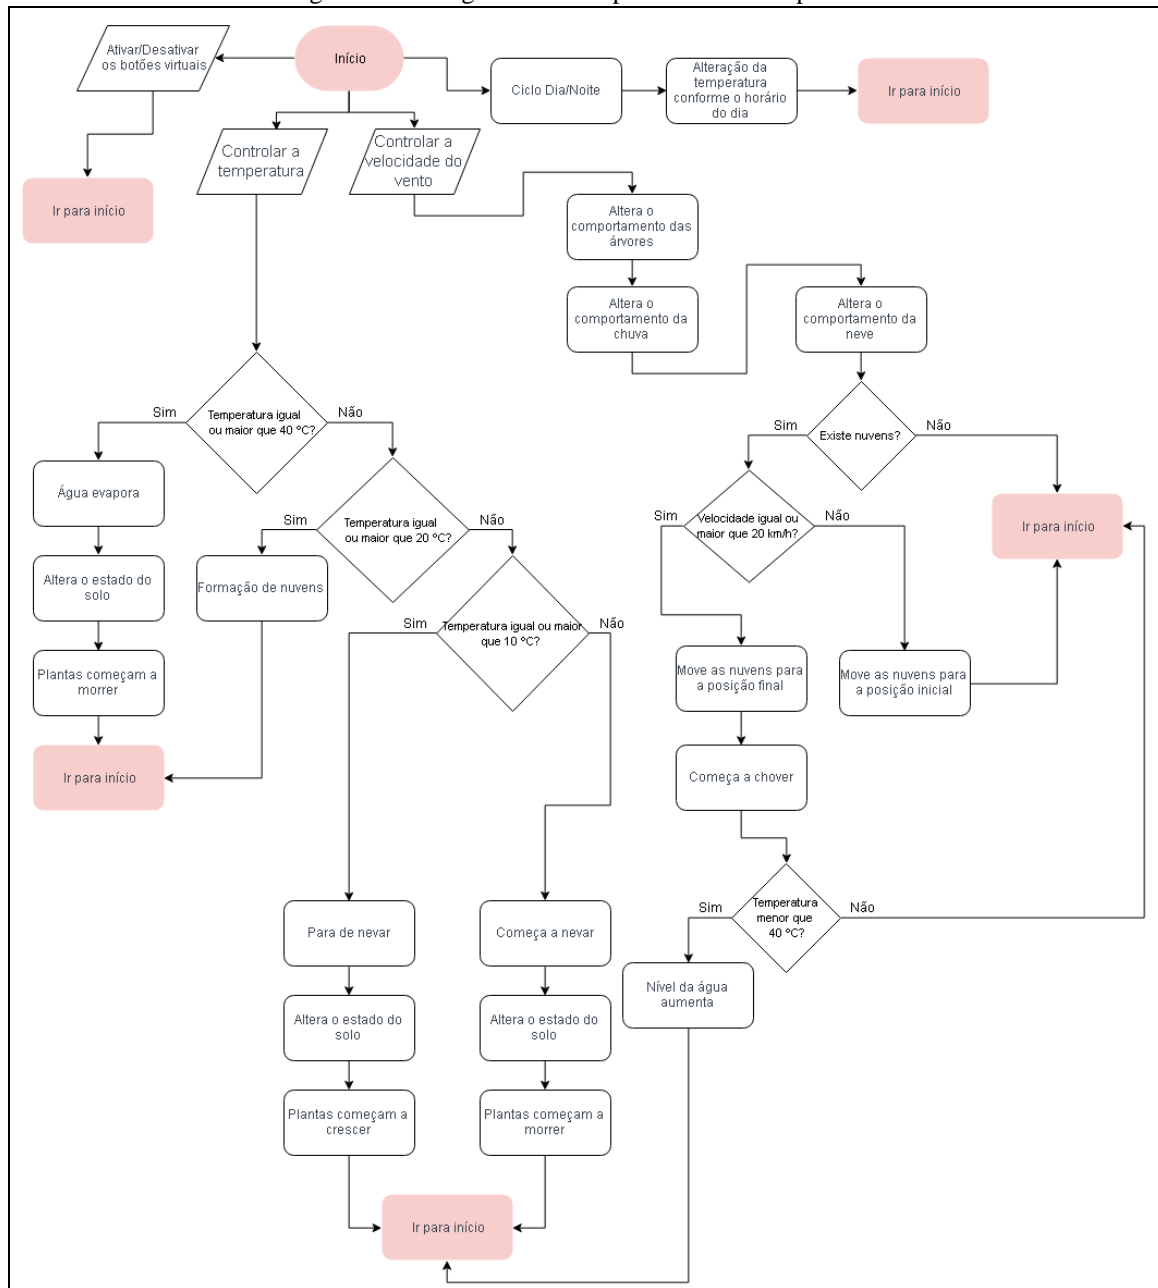 Ativar/Desativar
os botões virtuais
Início
Ciclo Dia/Noite
Alteração da
temperatura
conforme o horário
do dia
Ir para início
Controlar a
temperatura
Controlar a
velocidade do
vento
Ir para início
Altera o
comportamento das
árvores
Altera o
comportamento da
chuva
Altera o
comportamento da
neve
Temperatura igual
ou maior que 40 °C?
Sim
Não
Existe nuvens?
Sim
Não
Água evapora
Temperatura igual
ou maior que 20 °C?
Sim
Não
Velocidade igual ou
maior que 20 km/h?
Sim
Não
Ir para início
Altera o estado do
solo
Formação de nuvens
Temperatura igual ou maior
que 10 °C?
Sim
Não
Plantas começam a
morrer
Move as nuvens para
a posição final
Move as nuvens para
a posição inicial
Ir para início
Começa a chover
Temperatura
menor que
40 °C?
Sim
Não
Para de nevar
Começa a nevar
Nível da água
aumenta
Altera o estado do
solo
Altera o estado do
solo
Plantas começam a
crescer
Plantas começam a
morrer
Ir para início